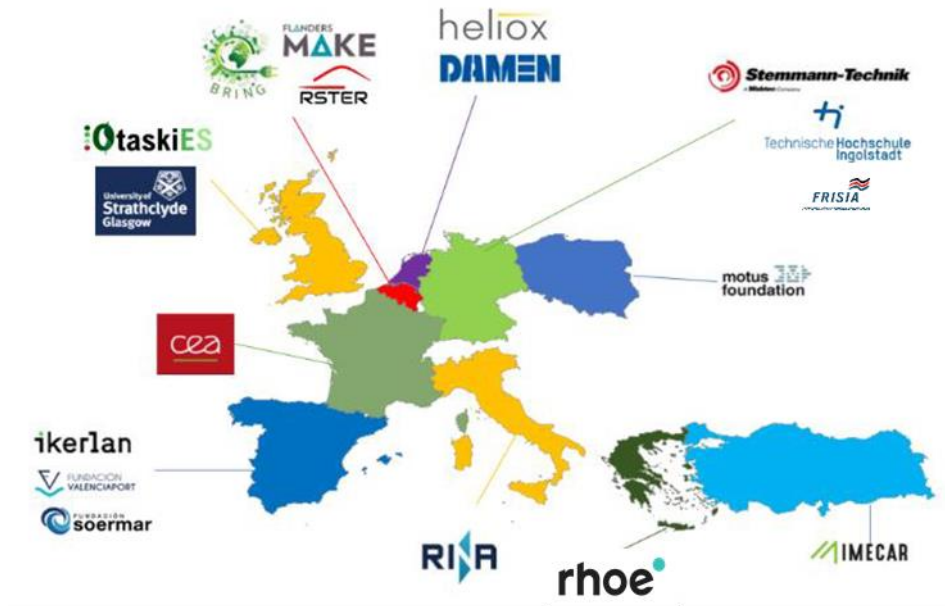 BRING
FLANDERS
MAKE
RSTER
heliox
DAMEN
Stemmann-Technik
Technische Hochschule
Ingolstadt
FRISIA
OtaskiES
University of
Strathclyde
Glasgow
motus
foundation
cea
ikerlan
FUNDACIÓN
VALENCIAPORT
FUNDACIÓN
soermar
RINA
rhoe
IMECAR